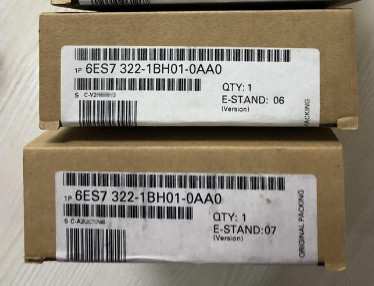 1P 6ES7 322-1BH01-0AA0
QTY: 1
E-STAND: 06
(Version)
PACKING
1P 6ES7 322-1BH01-0AA0
QTY: 1
E-STAND:07
(Version)
ORIGINAL PACKING